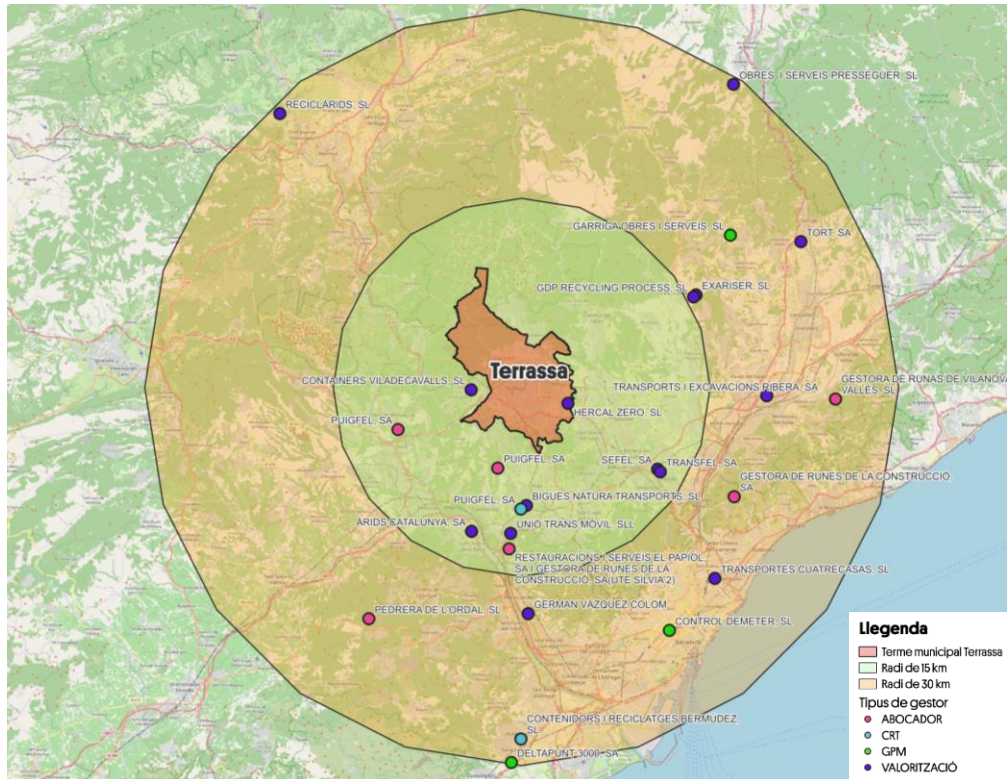 OBRES I SERVEIS PRESSEGUER, SL
RECICLÀRIDS, SL
GARRIGA OBRES I SERVEIS, SL
TORT, SA
GDP RECYCLING PROCESS, SL
EXARISER, SL
Terrassa
CONTAINERS VILADECAVALLS, SL
TRANSPORTS I EXCAVACIONS RIBERA, SA
GESTORA DE RUNAS DE VILANOVA
VALLÈS, SL
HERCAL ZERO, SL
PUIGFEL, SA
PUIGFEL, SA
SEFEL, SA
TRANSFEL, SA
GESTORA DE RUNES DE LA CONSTRUCCIÓ,
SA
PUIGFEL, SA
BIGUES NATURA TRANSPORTS, SL
ÀRIDS CATALUNYA, SA
UNIÓ TRANS MÒVIL, SLL
RESTAURACIONS I SERVEIS EL PAPIOL,
SA I GESTORA DE RUNES DE LA
CONSTRUCCIÓ, SA(UTE SILVIA 2)
TRANSPORTES CUATRECASAS, SL
PEDRERA DE L'ORDAL, SL
GERMAN VÀZQUEZ COLOM
CONTROL DEMETER, SL
CONTENIDORS I RECICLATGES BERMUDEZ,
SL
DELTAPUNT 3000, SA
Llegenda
Terme municipal Terrassa
Radi de 15 km
Radi de 30 km
Tipus de gestor
ABOCADOR
CRT
GPM
VALORITZACIÓ